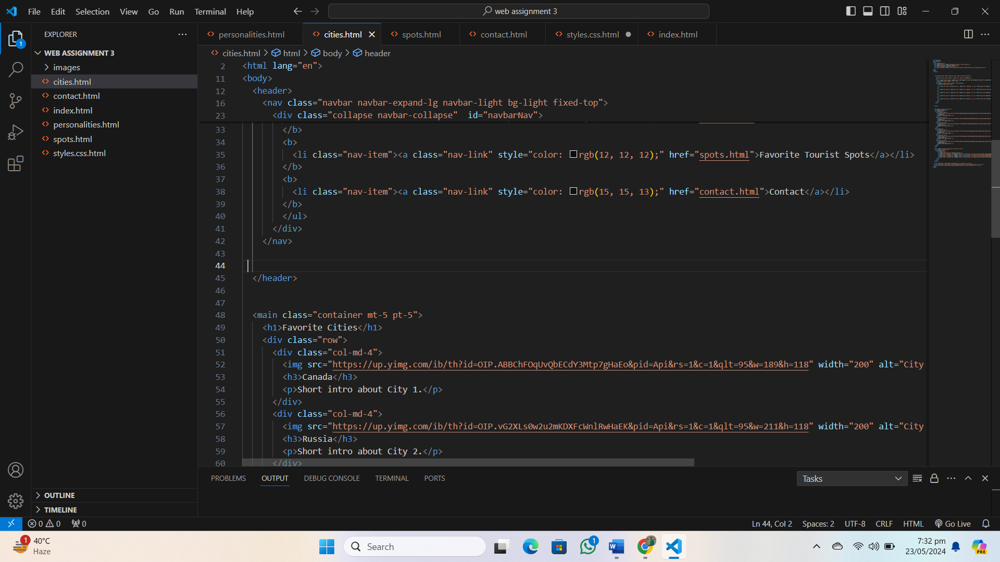 File Edit Selection View Go Run Terminal Help
web assignment 3
EXPLORER
personalities.html
cities.html
spots.html
contact.html
styles.css.html
index.html
WEB ASSIGNMENT 3
images
cities.html
contact.html
index.html
personalities.html
spots.html
styles.css.html
cities.html > html > body > header
2 <html lang="en">
11 <body>
12 <header>
16 <nav class="navbar navbar-expand-lg navbar-light bg-light fixed-top">
23 <div class="collapse navbar-collapse"  id="navbarNav">
33 </b>
34 <b>
35 <li class="nav-item"><a class="nav-link" style="color: rgb(12, 12, 12);" href="spots.html">Favorite Tourist Spots</a></li>
36 </b>
37 <b>
38 <li class="nav-item"><a class="nav-link" style="color: rgb(15, 15, 13);" href="contact.html">Contact</a></li>
39 </b>
40 </ul>
41 </div>
42 </nav>
43
44
45 </header>
46
47
48 <main class="container mt-5 pt-5">
49 <h1>Favorite Cities</h1>
50 <div class="row">
51 <div class="col-md-4">
52 <img src="https://up.yimg.com/ib/th?id=OIP.ABBChFOqUvQbECdY3Mtp7gHaEo&pid=Api&rs=1&c=1&qlt=95&w=189&h=118" width="200" alt="City
53 <h3>Canada</h3>
54 <p>Short intro about City 1.</p>
55 </div>
56 <div class="col-md-4">
57 <img src="https://up.yimg.com/ib/th?id=OIP.vG2XLs0w2u2mKDXFcWnlRwHaEK&pid=Api&rs=1&c=1&qlt=95&w=211&h=118" width="200" alt="City
58 <h3>Russia</h3>
59 <p>Short intro about City 2.</p>
60 </div>
PROBLEMS OUTPUT DEBUG CONSOLE TERMINAL PORTS
Tasks
OUTLINE
TIMELINE
0 0 0
Ln 44, Col 2 Spaces: 2 UTF-8 CRLF HTML Go Live
1
40°C
Haze
Search
1
7:32 pm
23/05/2024
PRE